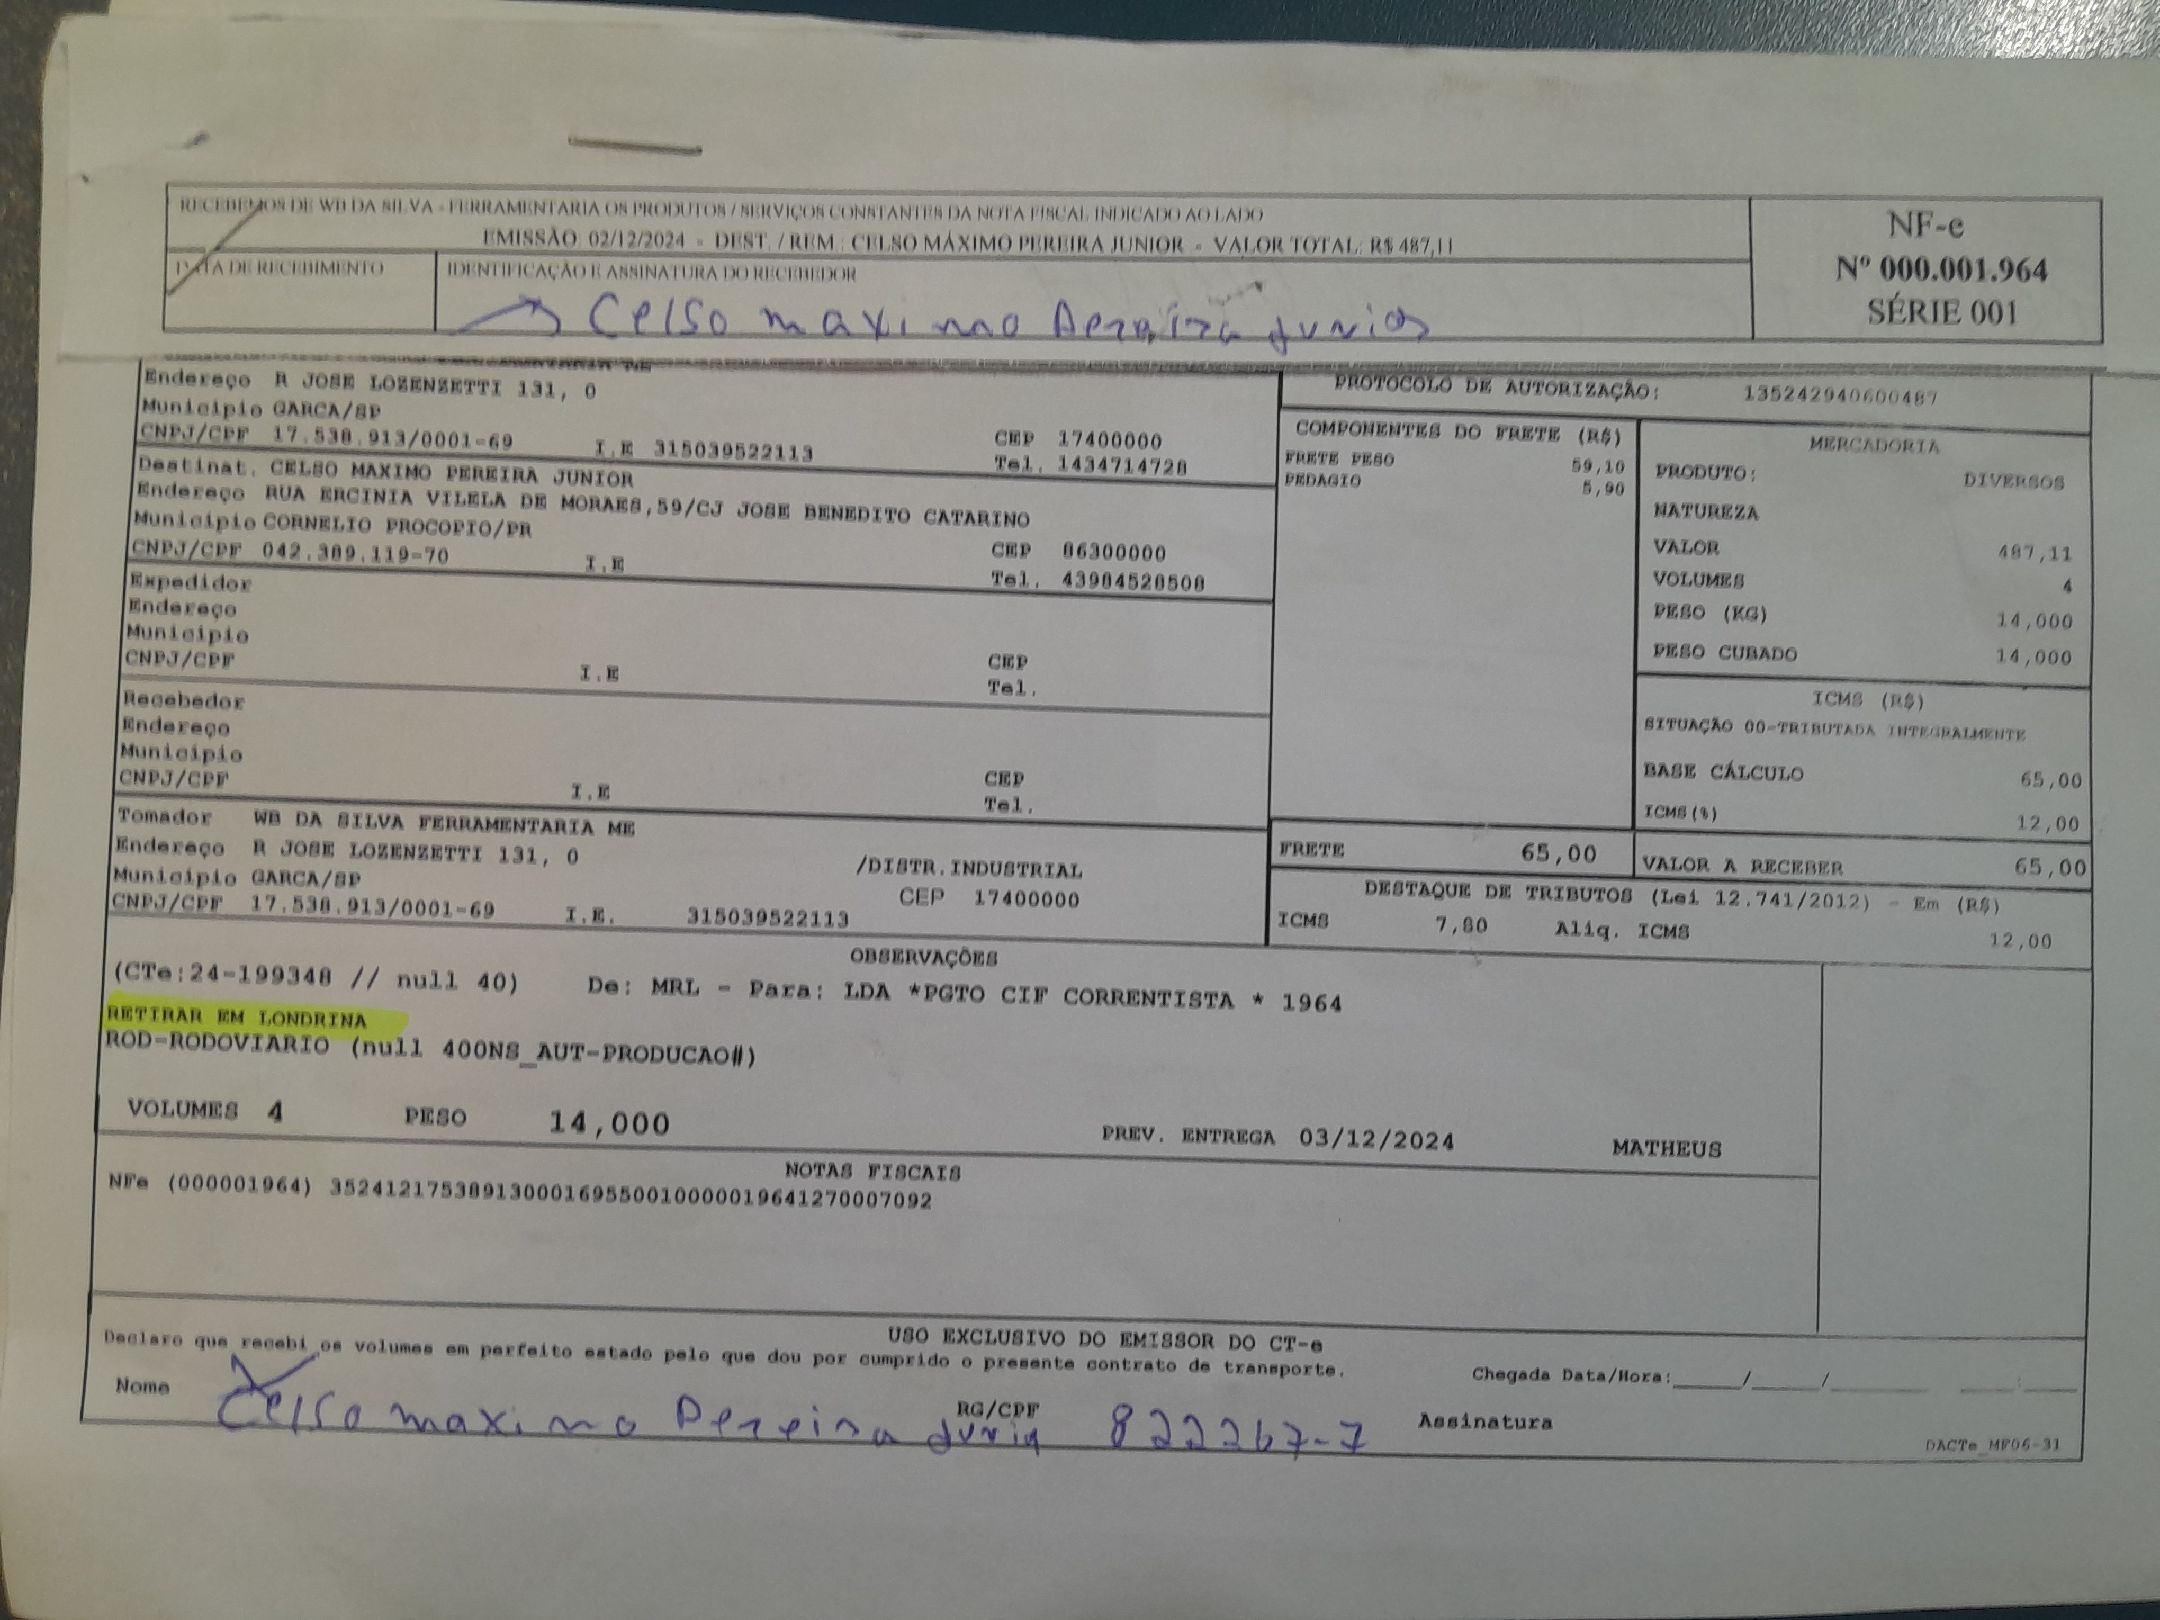 RECEBEMOS DE WB DA SILVA - FERRAMENTARIA OS PRODUTOS / SERVIÇOS CONSTANTES DA NOTA FISCAL INDICADO AO LADO
EMISSÃO: 02/12/2024 - DEST. / REM.: CELSO MÁXIMO PEREIRA JUNIOR - VALOR TOTAL: R$ 487,11
DATA DE RECEBIMENTO
IDENTIFICAÇÃO E ASSINATURA DO RECEBEDOR
Celso maximo Pereira Junior
NF-e
Nº 000.001.964
SÉRIE 001
Endereço R JOSE LOZENZETTI 131, 0
Municipio GARCA/SP
CNPJ/CPF 17.538.913/0001-69 I.E 315039522113 CEP 17400000
Tel. 1434714728
Destinat. CELSO MAXIMO PEREIRA JUNIOR
Endereço RUA ERCINIA VILELA DE MORAES,59/CJ JOSE BENEDITO CATARINO
Municipio CORNELIO PROCOPIO/PR
CNPJ/CPF 042.389.119-70 I.E CEP 86300000
Tel. 43984528508
Expedidor
Endereço
Municipio
CNPJ/CPF I.E CEP
Tel.
Recebedor
Endereço
Municipio
CNPJ/CPF I.E CEP
Tel.
Tomador WB DA SILVA FERRAMENTARIA ME
Endereço R JOSE LOZENZETTI 131, 0 /DISTR.INDUSTRIAL
Municipio GARCA/SP CEP 17400000
CNPJ/CPF 17.538.913/0001-69 I.E. 315039522113
PROTOCOLO DE AUTORIZAÇÃO: 135242940600487
COMPONENTES DO FRETE (R$)
FRETE PESO 59,10
PEDAGIO 5,90
MERCADORIA
PRODUTO: DIVERSOS
NATUREZA
VALOR 487,11
VOLUMES 4
PESO (KG) 14,000
PESO CUBADO 14,000
ICMS (R$)
SITUAÇÃO 00-TRIBUTADA INTEGRALMENTE
BASE CÁLCULO 65,00
ICMS(%) 12,00
FRETE 65,00
VALOR A RECEBER 65,00
DESTAQUE DE TRIBUTOS (Lei 12.741/2012) - Em (R$)
ICMS 7,80 Aliq. ICMS 12,00
OBSERVAÇÕES
(CTe:24-199348 // null 40) De: MRL - Para: LDA *PGTO CIF CORRENTISTA * 1964
RETIRAR EM LONDRINA
ROD-RODOVIARIO (null 400NS_AUT-PRODUCAO#)
VOLUMES 4 PESO 14,000 PREV. ENTREGA 03/12/2024 MATHEUS
NOTAS FISCAIS
NFe (000001964) 35241217538913000169550010000019641270007092
USO EXCLUSIVO DO EMISSOR DO CT-e
Declaro que recebi os volumes em perfeito estado pelo que dou por cumprido o presente contrato de transporte.
Chegada Data/Hora:____/____/______ ____:____
Nome Celso maximo Pereira Junior RG/CPF 822267-7 Assinatura
DACTe_MF06-31